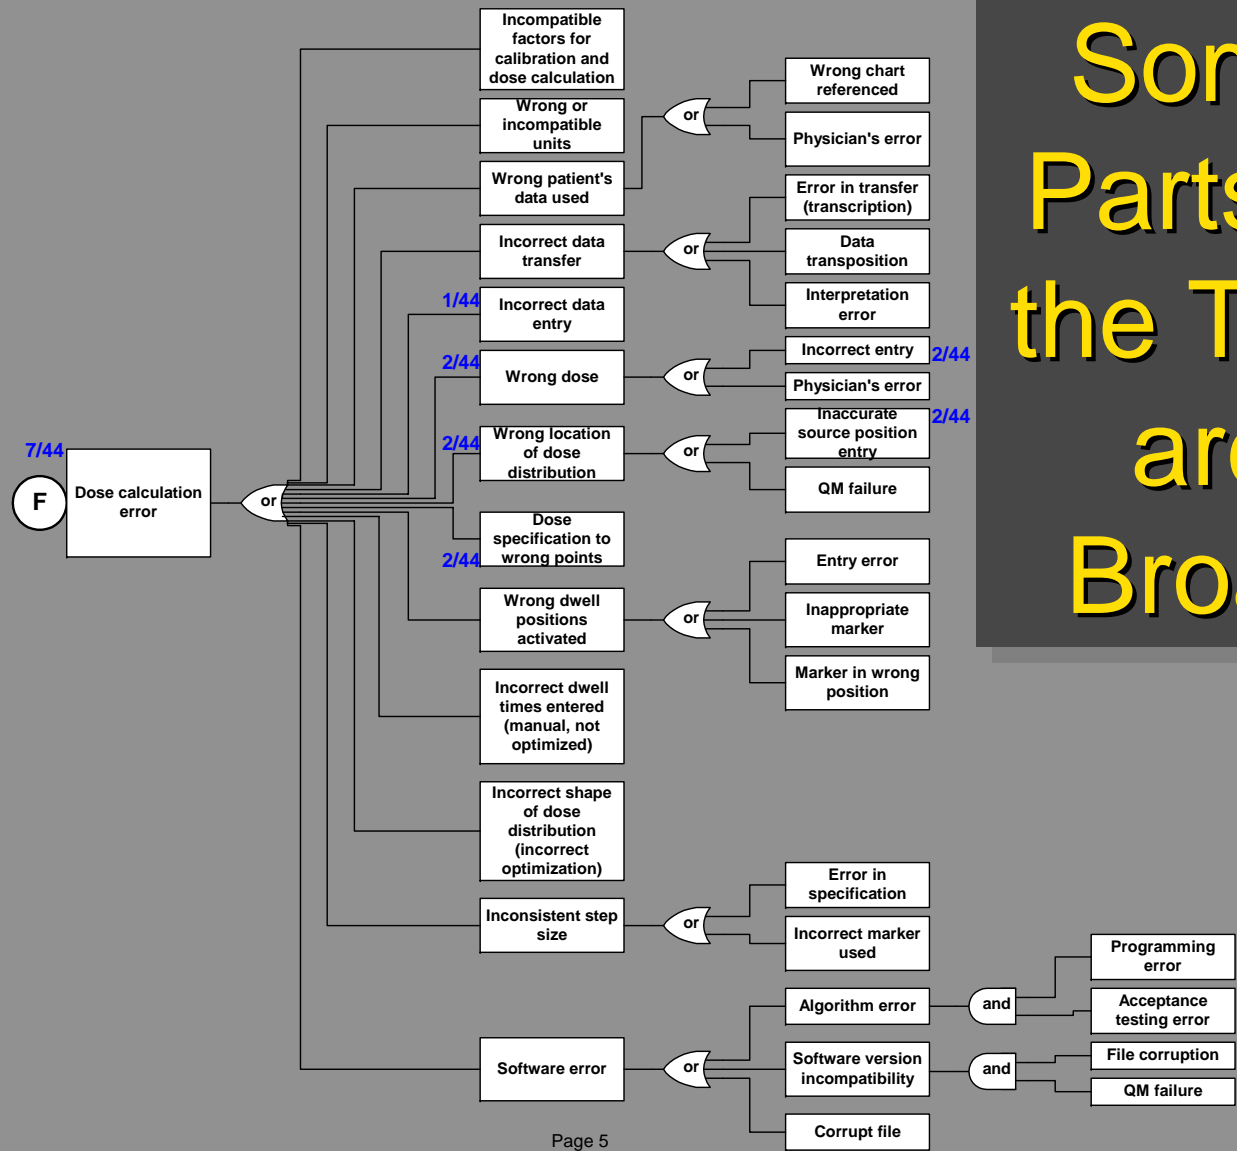 Incompatible
factors for
calibration and
dose calculation
Wrong or
incompatible
units
Wrong patient's
data used
or
Wrong chart
referenced
Physician's error
Incorrect data
transfer
or
Error in transfer
(transcription)
Data
transposition
Interpretation
error
1/44
Incorrect data
entry
2/44
Wrong dose
or
Incorrect entry
2/44
Physician's error
2/44
Wrong location
of dose
distribution
or
Inaccurate
source position
entry
2/44
QM failure
7/44
F
Dose calculation
error
or
Dose
specification to
wrong points
2/44
Wrong dwell
positions
activated
or
Entry error
Inappropriate
marker
Marker in wrong
position
Incorrect dwell
times entered
(manual, not
optimized)
Incorrect shape
of dose
distribution
(incorrect
optimization)
Inconsistent step
size
or
Error in
specification
Incorrect marker
used
Software error
or
Algorithm error
and
Programming
error
Acceptance
testing error
Software version
incompatibility
and
File corruption
QM failure
Corrupt file
Page 5
Parts
the